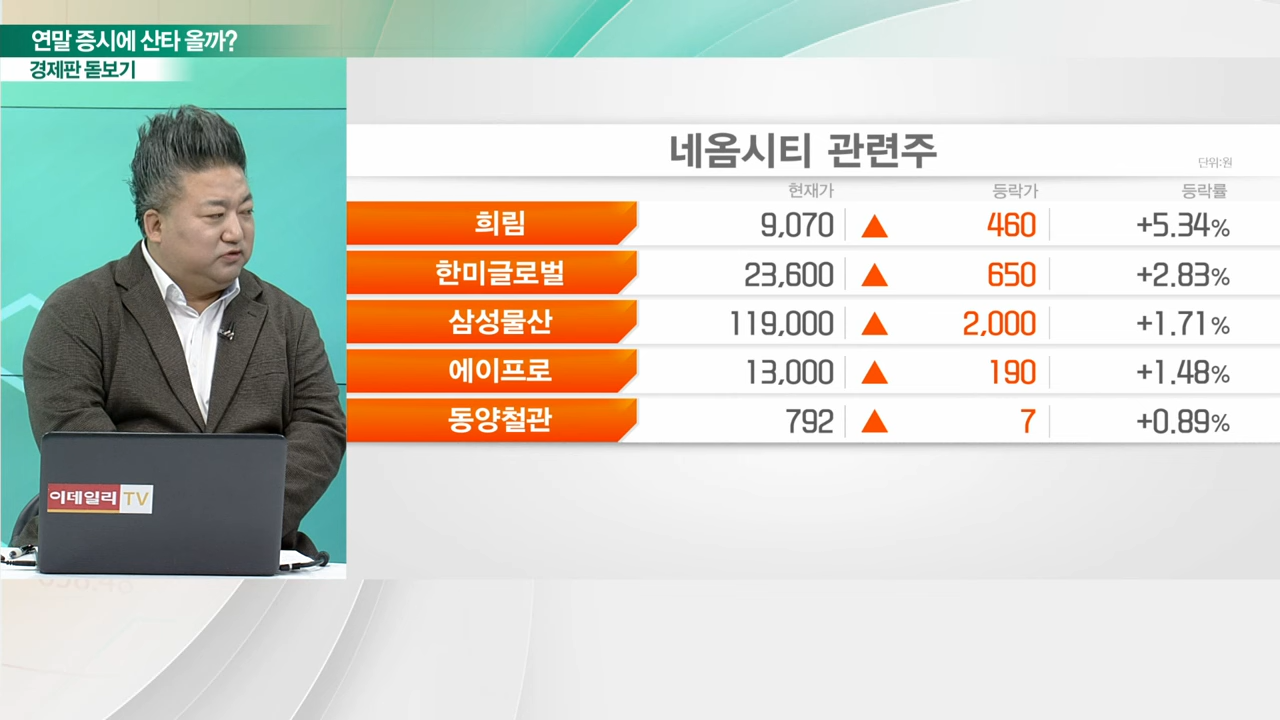 연말 증시에 산타 올까?
경제판 돋보기
네옴시티 관련주
단위:원
현재가 등락가 등락률
희림 9,070 ▲ 460 +5.34%
한미글로벌 23,600 ▲ 650 +2.83%
삼성물산 119,000 ▲ 2,000 +1.71%
에이프로 13,000 ▲ 190 +1.48%
동양철관 792 ▲ 7 +0.89%
이데일리TV